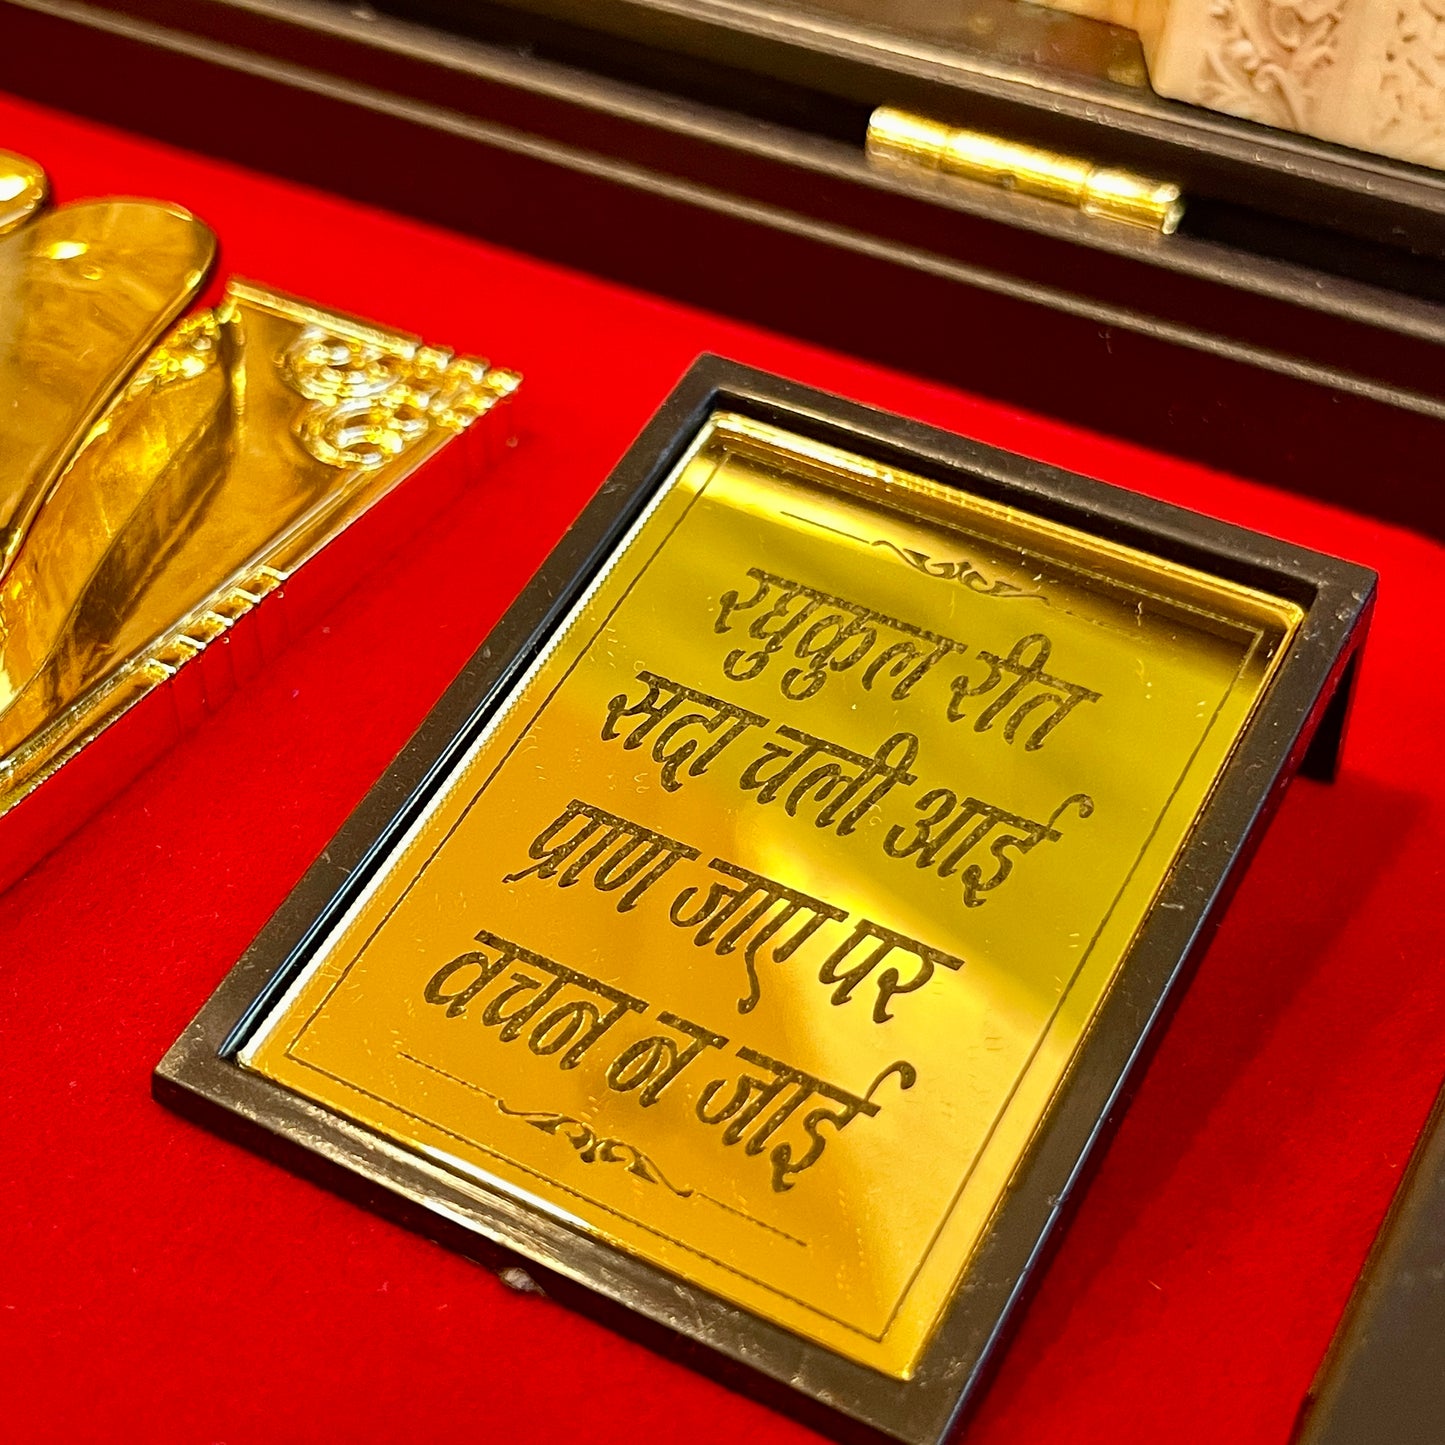 रघुकुल रीत
सदा चली आई
प्राण जाए पर
वचन न जाई